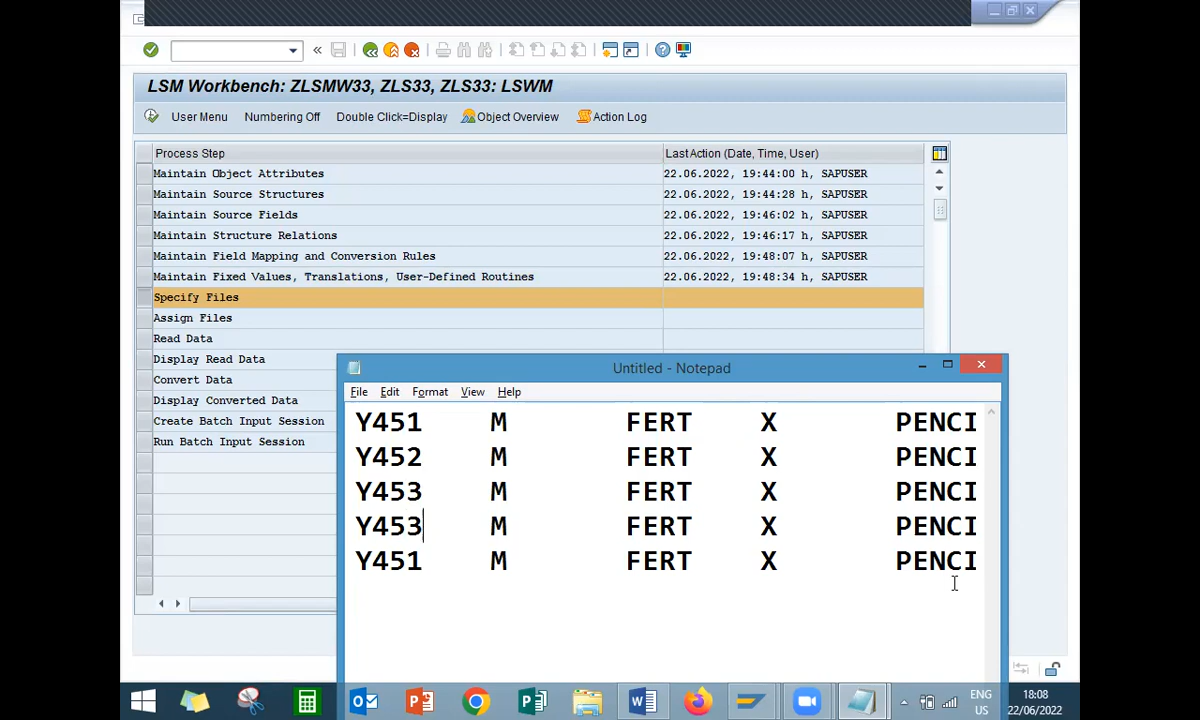 LSM Workbench: ZLSMW33, ZLS33, ZLS33: LSWM
User Menu Numbering Off Double Click=Display Object Overview Action Log
Process Step LastAction (Date, Time, User)
Maintain Object Attributes 22.06.2022, 19:44:00 h, SAPUSER
Maintain Source Structures 22.06.2022, 19:44:28 h, SAPUSER
Maintain Source Fields 22.06.2022, 19:46:02 h, SAPUSER
Maintain Structure Relations 22.06.2022, 19:46:17 h, SAPUSER
Maintain Field Mapping and Conversion Rules 22.06.2022, 19:48:07 h, SAPUSER
Maintain Fixed Values, Translations, User-Defined Routines 22.06.2022, 19:48:34 h, SAPUSER
Specify Files
Assign Files
Read Data
Display Read Data
Convert Data
Display Converted Data
Create Batch Input Session
Run Batch Input Session
Untitled - Notepad
File Edit Format View Help
Y451 M FERT X PENCI
Y452 M FERT X PENCI
Y453 M FERT X PENCI
Y453 M FERT X PENCI
Y451 M FERT X PENCI
ENG 18:08
US 22/06/2022